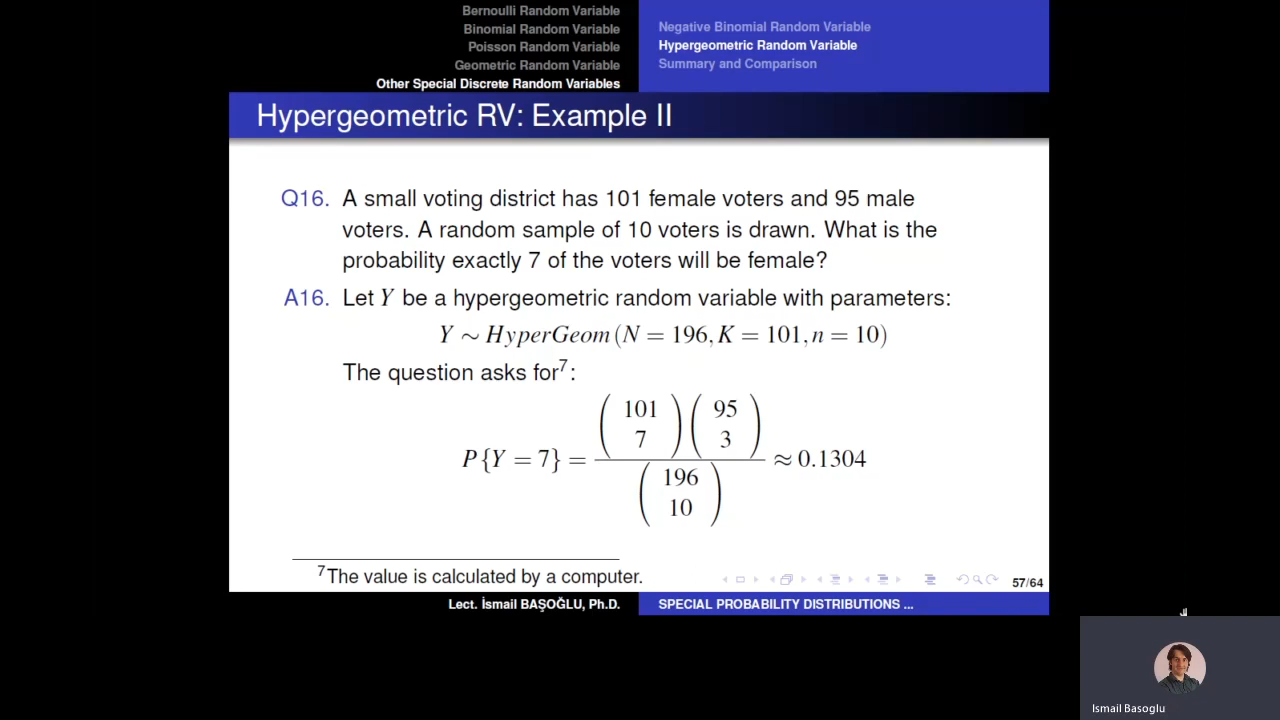 Bernoulli Random Variable
Binomial Random Variable
Poisson Random Variable
Geometric Random Variable
Other Special Discrete Random Variables
Negative Binomial Random Variable
Hypergeometric Random Variable
Summary and Comparison
Hypergeometric RV: Example II
Q16. A small voting district has 101 female voters and 95 male
voters. A random sample of 10 voters is drawn. What is the
probability exactly 7 of the voters will be female?
A16. Let Y be a hypergeometric random variable with parameters:
Y ∼ HyperGeom (N = 196, K = 101, n = 10)
The question asks for⁷:
P{Y = 7} = ( 101 7 ) ( 95 3 ) / ( 196 10 ) ≈ 0.1304
⁷The value is calculated by a computer.
57/64
Lect. İsmail BAŞOĞLU, Ph.D.
SPECIAL PROBABILITY DISTRIBUTIONS ...
Ismail Basoglu